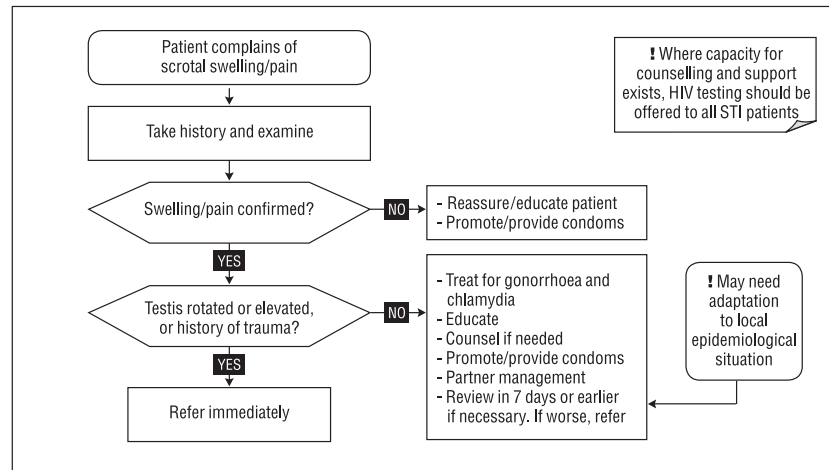 Patient complains of
scrotal swelling/pain
! Where capacity for
counselling and support
exists, HIV testing should be
offered to all STI patients
Take history and examine
Swelling/pain confirmed?
NO
- Reassure/educate patient
- Promote/provide condoms
YES
Testis rotated or elevated,
or history of trauma?
NO
- Treat for gonorrhoea and
chlamydia
- Educate
- Counsel if needed
- Promote/provide condoms
- Partner management
- Review in 7 days or earlier
if necessary. If worse, refer
! May need
adaptation
to local
epidemiological
situation
YES
Refer immediately